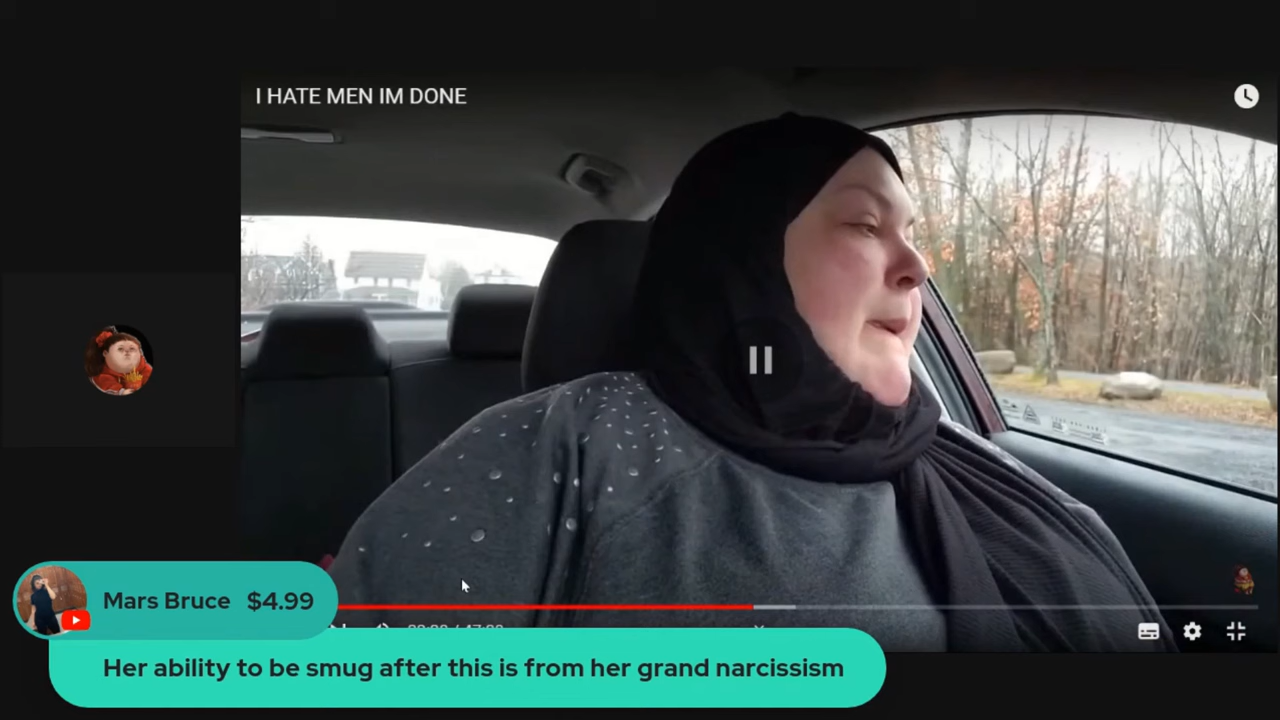 I HATE MEN IM DONE
Mars Bruce $4.99
Her ability to be smug after this is from her grand narcissism